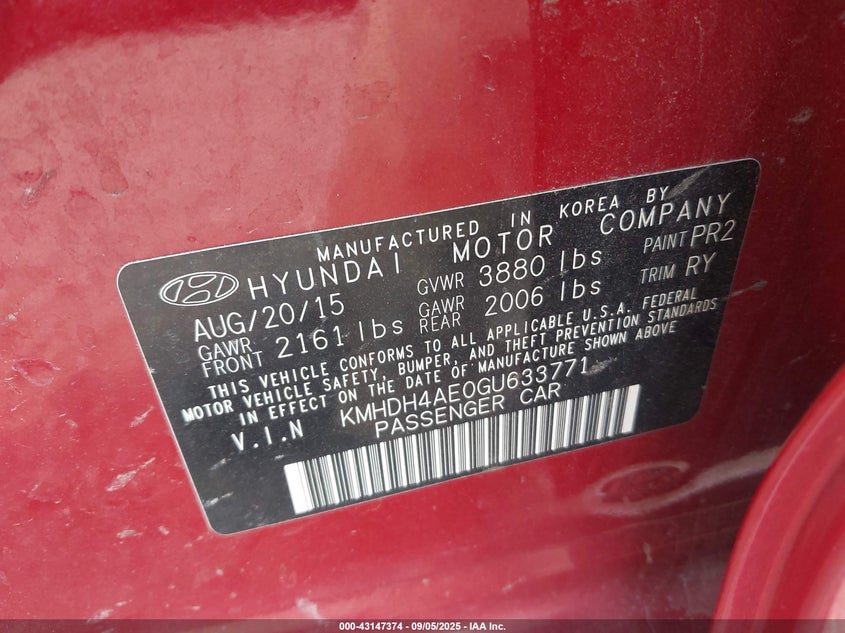 MANUFACTURED IN KOREA BY
HYUNDAI MOTOR COMPANY
AUG/20/15 GVWR 3880 lbs PAINT PR2
GAWR FRONT 2161 lbs GAWR REAR 2006 lbs TRIM RY
THIS VEHICLE CONFORMS TO ALL APPLICABLE U.S.A. FEDERAL
MOTOR VEHICLE SAFETY, BUMPER, AND THEFT PREVENTION STANDARDS
IN EFFECT ON THE DATE OF MANUFACTURE SHOWN ABOVE
V.I.N KMHDH4AE0GU633771
PASSENGER CAR
000-43147374 - 09/05/2025 - IAA Inc.